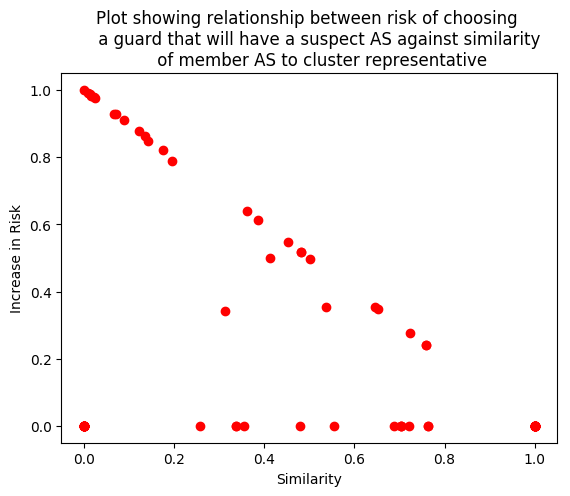 Plot showing relationship between risk of choosing
a guard that will have a suspect AS against similarity
of member AS to cluster representative
1.0
0.8
0.6
0.4
0.2
0.0
Increase in Risk
0.0 0.2 0.4 0.6 0.8 1.0
Similarity